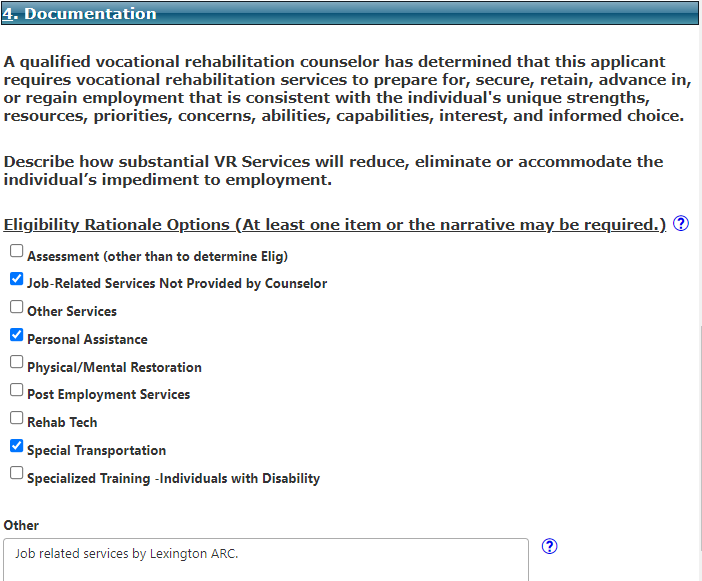 4. Documentation
A qualified vocational rehabilitation counselor has determined that this applicant
requires vocational rehabilitation services to prepare for, secure, retain, advance in,
or regain employment that is consistent with the individual's unique strengths,
resources, priorities, concerns, abilities, capabilities, interest, and informed choice.
Describe how substantial VR Services will reduce, eliminate or accommodate the
individual’s impediment to employment.
Eligibility Rationale Options (At least one item or the narrative may be required.) ?
Assessment (other than to determine Elig)
Job-Related Services Not Provided by Counselor
Other Services
Personal Assistance
Physical/Mental Restoration
Post Employment Services
Rehab Tech
Special Transportation
Specialized Training -Individuals with Disability
Other
Job related services by Lexington ARC. ?